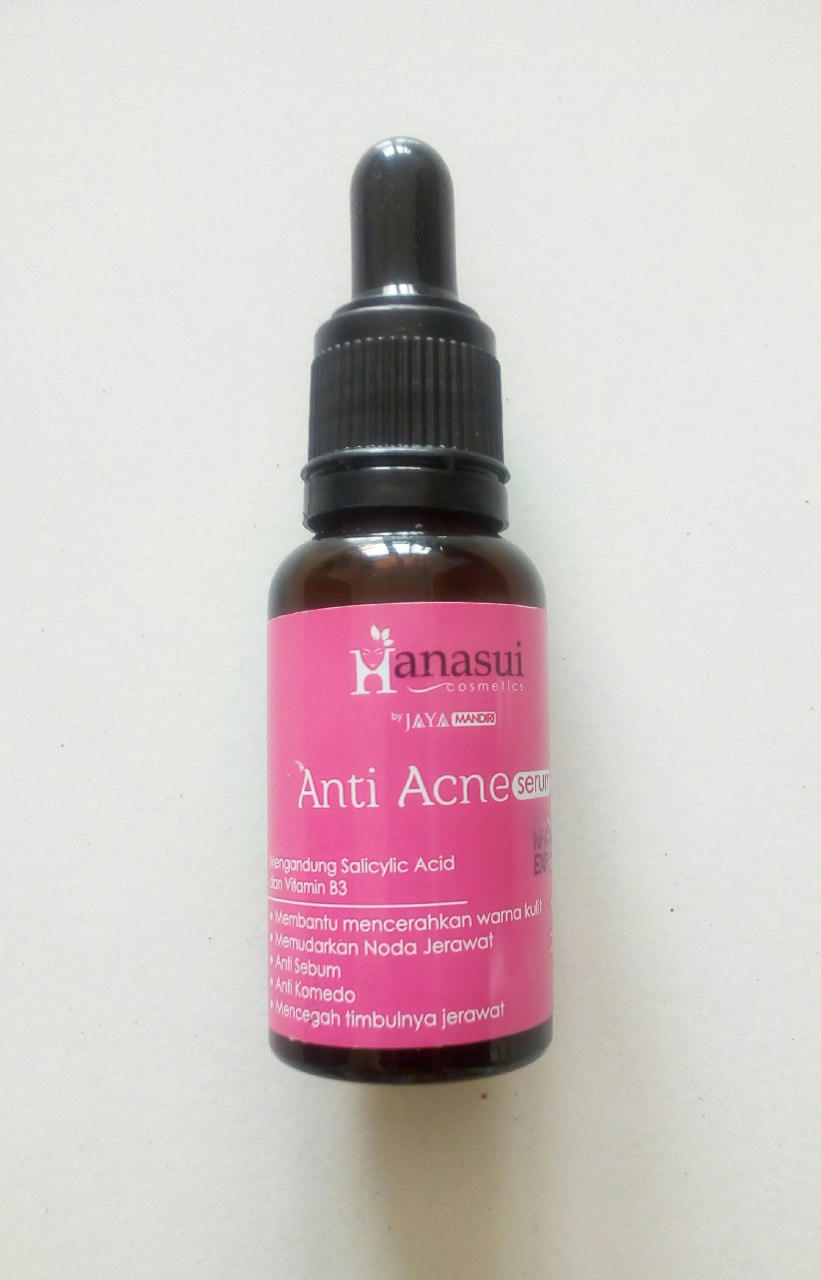 Hanasui
cosmetics
by JAYA MANDIRI
Anti Acne serum
Mengandung Salicylic Acid
dan Vitamin B3
• Membantu mencerahkan warna kulit
• Memudarkan Noda Jerawat
• Anti Sebum
• Anti Komedo
• Mencegah timbulnya jerawat